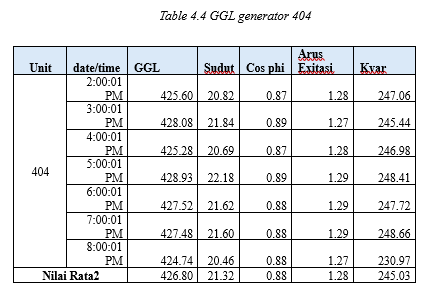 Table 4.4 GGL generator 404
Unit date/time GGL Sudut Cos phi Arus Exitasi Kvar
404
2:00:01 PM 425.60 20.82 0.87 1.28 247.06
3:00:01 PM 428.08 21.84 0.89 1.27 245.44
4:00:01 PM 425.28 20.69 0.87 1.28 246.98
5:00:01 PM 428.93 22.18 0.89 1.29 248.41
6:00:01 PM 427.52 21.62 0.88 1.29 247.72
7:00:01 PM 427.48 21.60 0.88 1.29 248.66
8:00:01 PM 424.74 20.46 0.88 1.27 230.97
Nilai Rata2 426.80 21.32 0.88 1.28 245.03